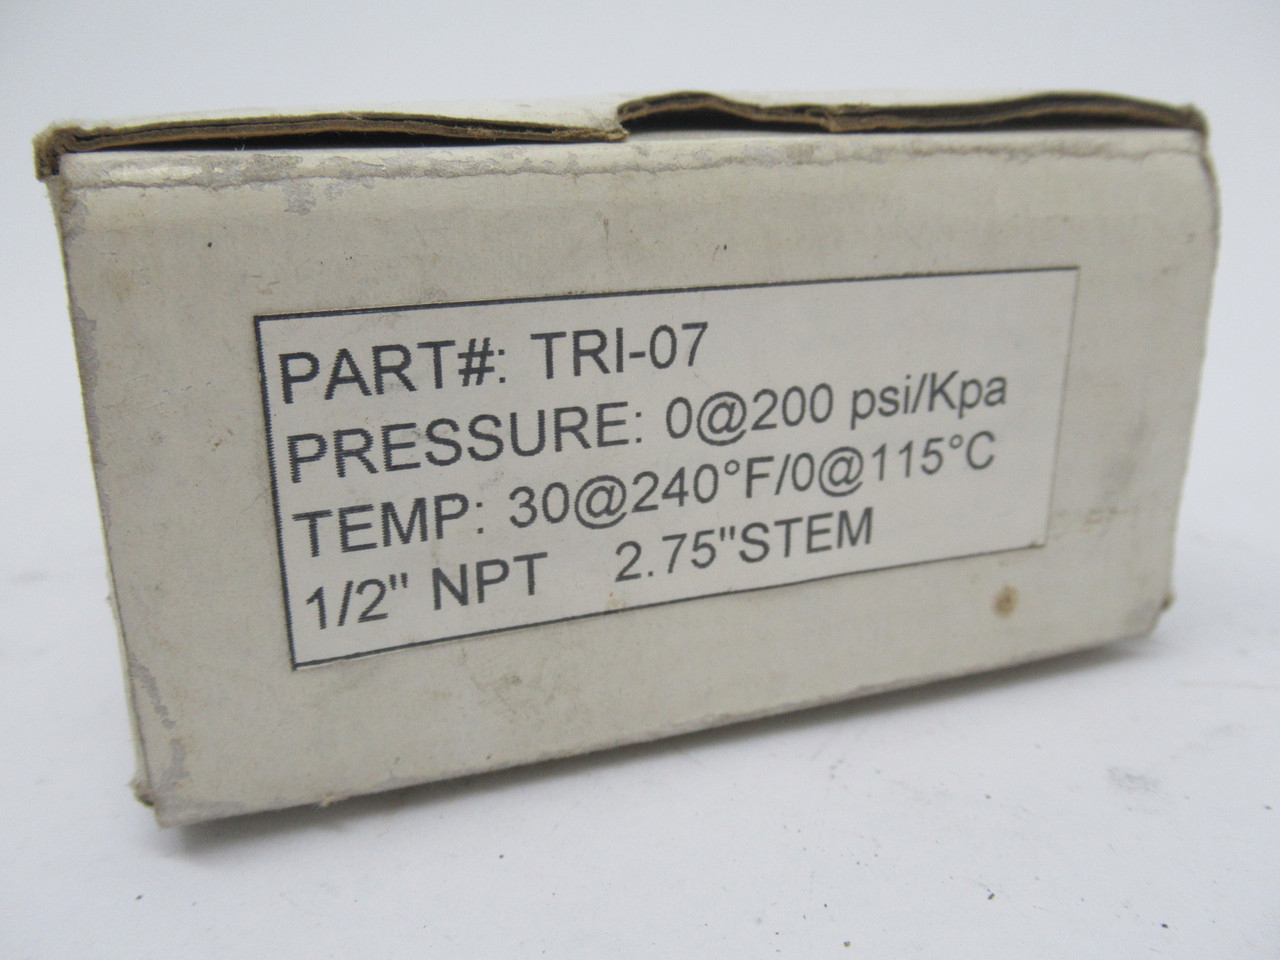 PART#: TRI-07
PRESSURE: 0@200 psi/Kpa
TEMP: 30@240°F/0@115°C
1/2" NPT 2.75"STEM